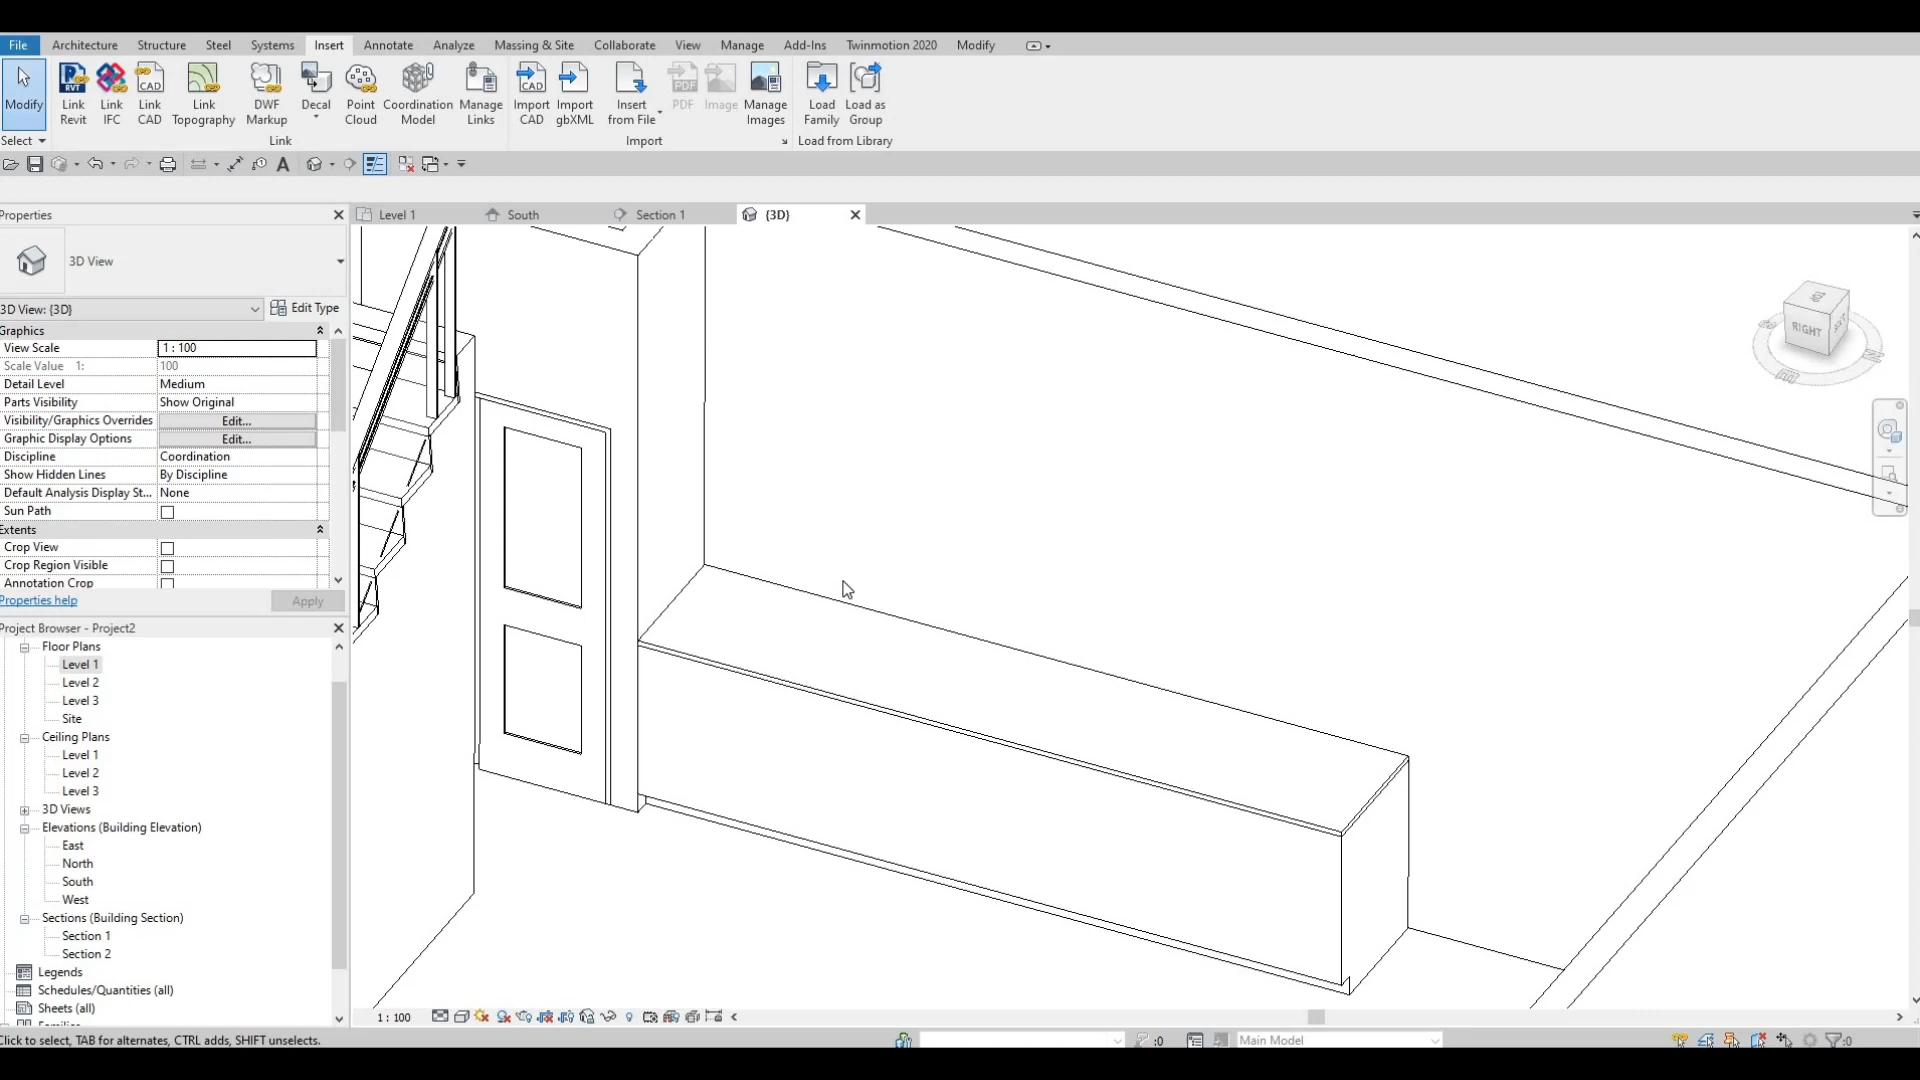 File Architecture Structure Steel Systems Insert Annotate Analyze Massing & Site Collaborate View Manage Add-Ins Twinmotion 2020 Modify
Modify Link Revit Link IFC Link CAD Link Topography DWF Markup Decal Point Cloud Coordination Model Manage Links Import CAD Import gbXML Insert from File PDF Image Manage Images Load Family Load as Group
Select Link Import Load from Library
Properties
Level 1 South Section 1 {3D}
3D View
3D View: {3D} Edit Type
Graphics
View Scale 1 : 100
Scale Value 1: 100
Detail Level Medium
Parts Visibility Show Original
Visibility/Graphics Overrides Edit...
Graphic Display Options Edit...
Discipline Coordination
Show Hidden Lines By Discipline
Default Analysis Display St... None
Sun Path
Extents
Crop View
Crop Region Visible
Annotation Crop
Properties help Apply
Project Browser - Project2
Floor Plans
Level 1
Level 2
Level 3
Site
Ceiling Plans
Level 1
Level 2
Level 3
3D Views
Elevations (Building Elevation)
East
North
South
West
Sections (Building Section)
Section 1
Section 2
Legends
Schedules/Quantities (all)
Sheets (all)
RIGHT
1 : 100
Click to select, TAB for alternates, CTRL adds, SHIFT unselects.
:0 Main Model :0